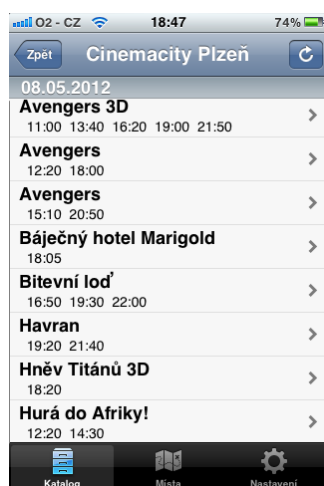 O2 - CZ 18:47 74%
Zpět Cinemacity Plzeň
08.05.2012
Avengers 3D
11:00 13:40 16:20 19:00 21:50
Avengers
12:20 18:00
Avengers
15:10 20:50
Báječný hotel Marigold
18:05
Bitevní loď
16:50 19:30 22:00
Havran
19:20 21:40
Hněv Titánů 3D
18:20
Hurá do Afriky!
12:20 14:30
Katalog Místa Nastavení